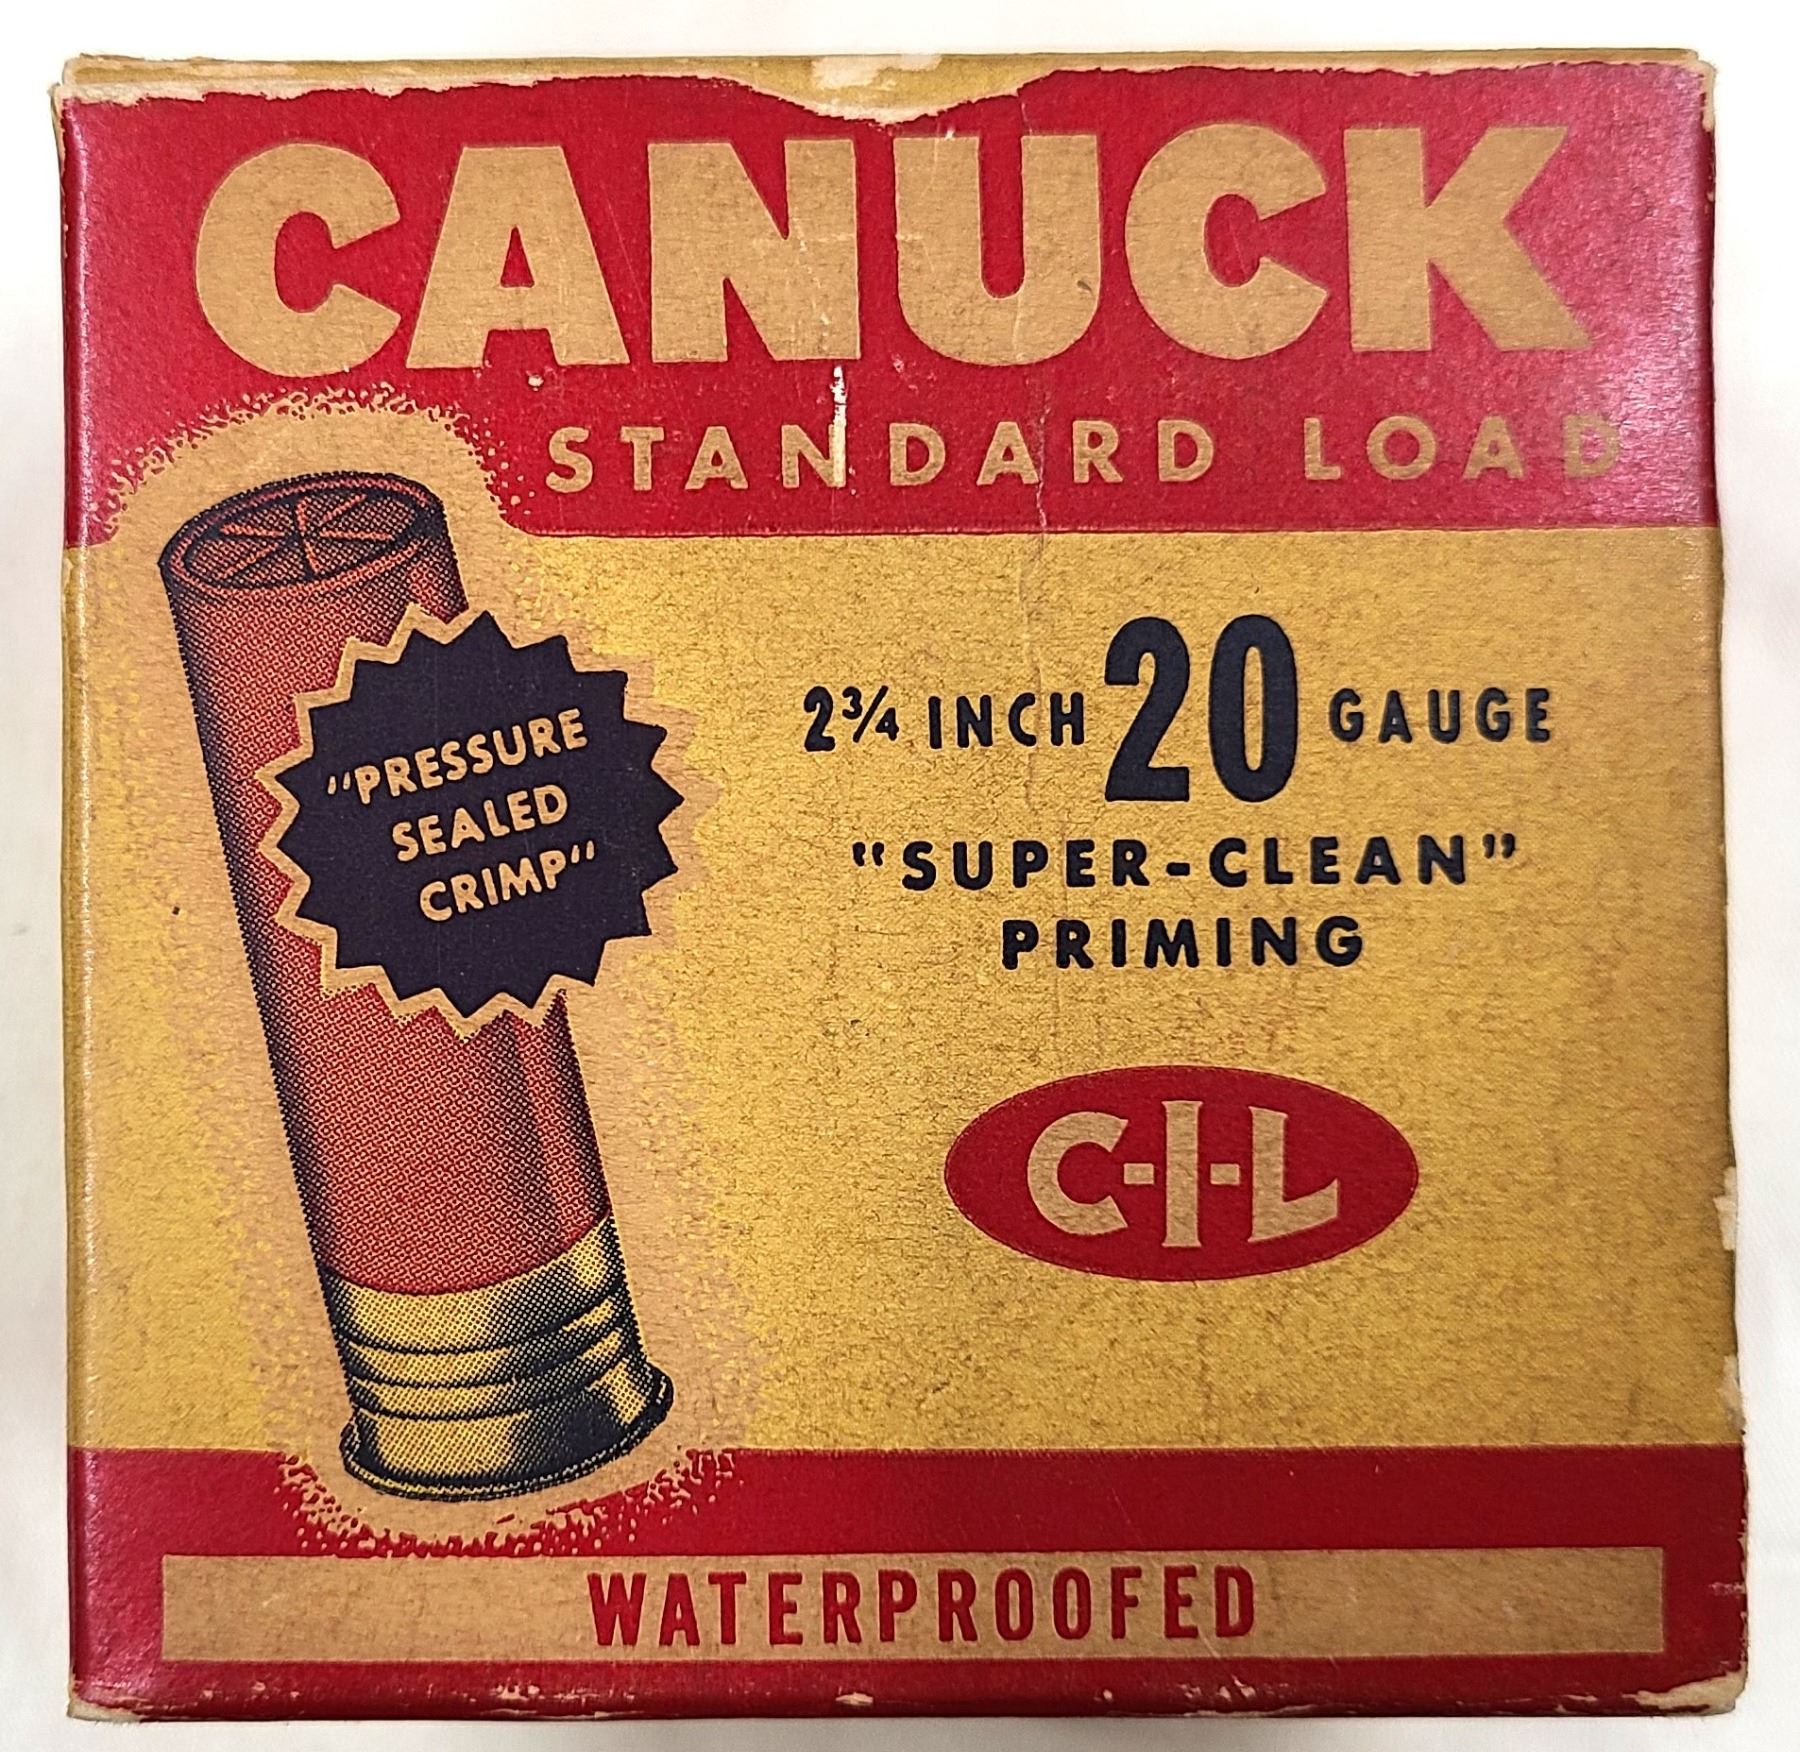 CANUCK
STANDARD LOAD
"PRESSURE
SEALED
CRIMP"
2¾ INCH 20 GAUGE
"SUPER-CLEAN"
PRIMING
C-I-L
WATERPROOFED